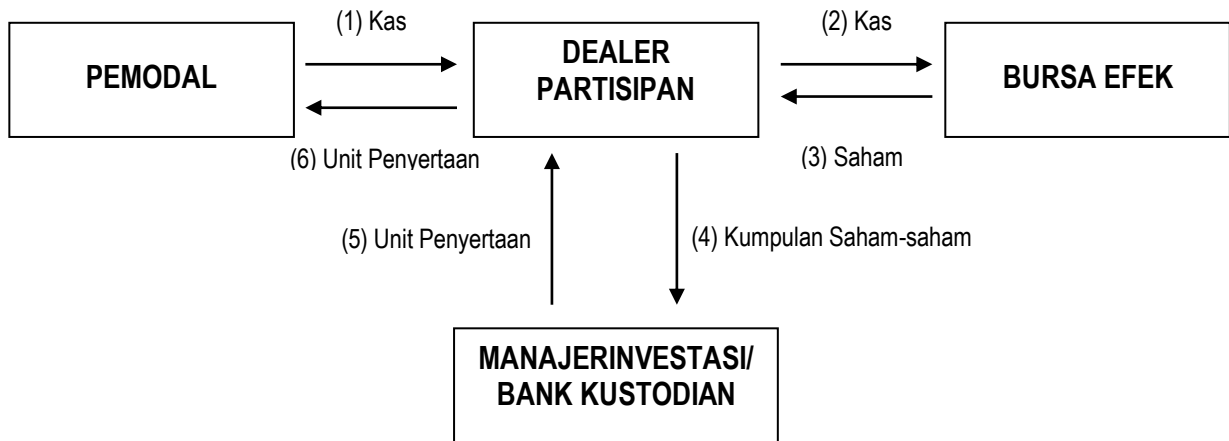 (1) Kas
(2) Kas
PEMODAL
DEALER
PARTISIPAN
BURSA EFEK
(6) Unit Penyertaan
(3) Saham
(5) Unit Penyertaan
(4) Kumpulan Saham-saham
MANAJERINVESTASI/
BANK KUSTODIAN